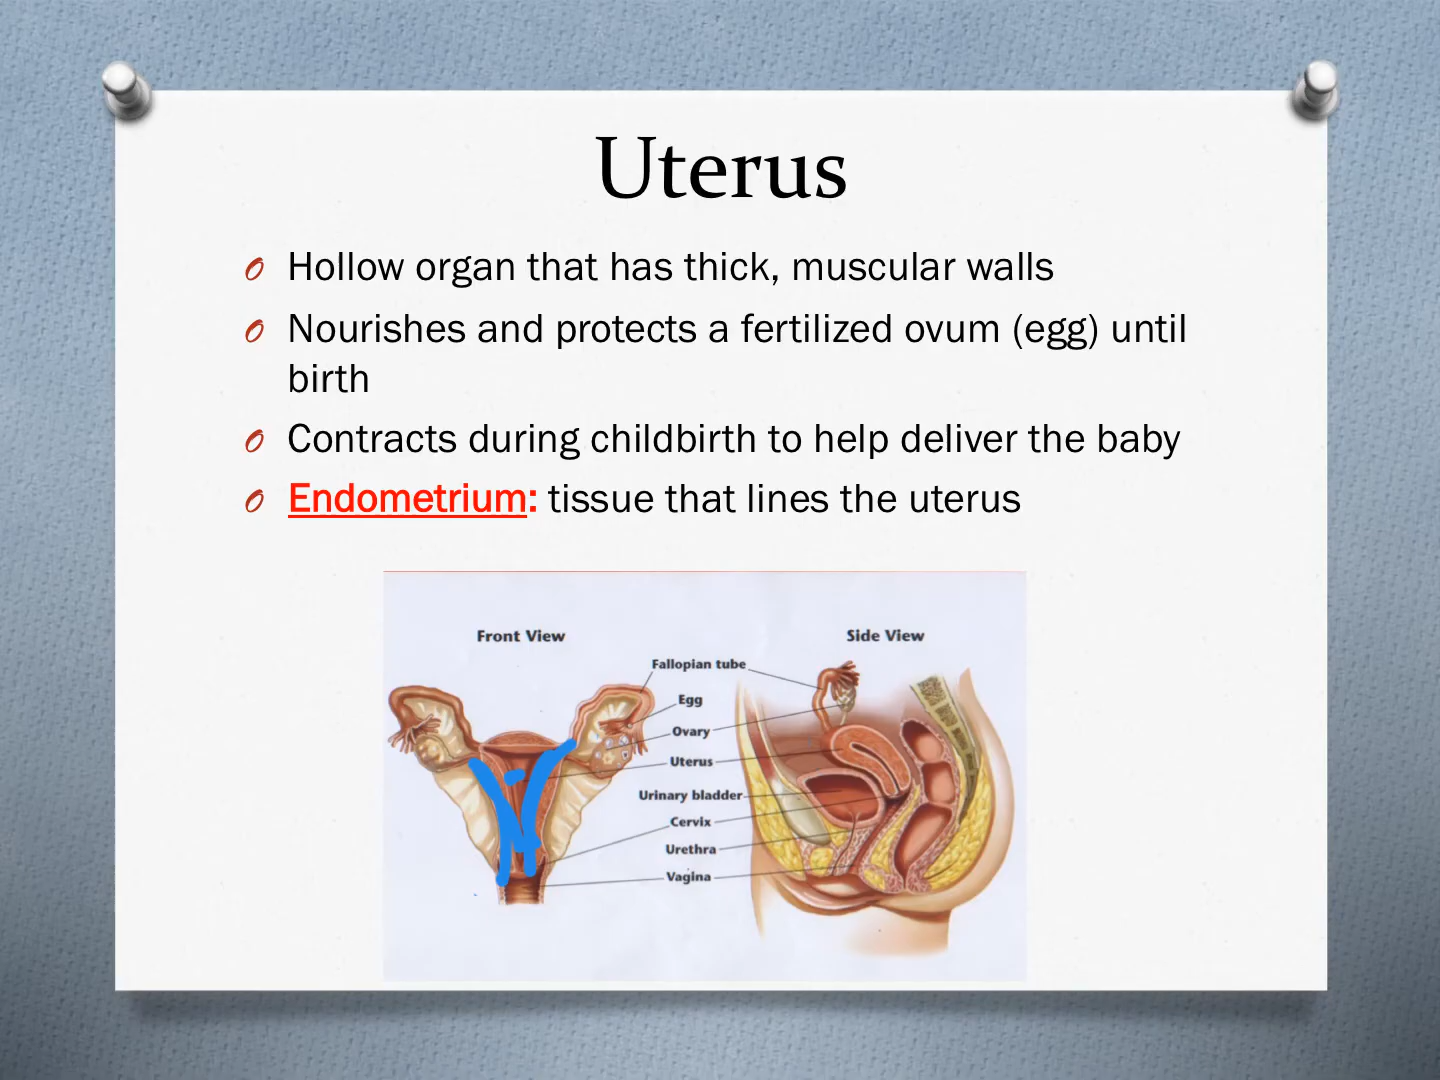 Uterus
Hollow organ that has thick, muscular walls
Nourishes and protects a fertilized ovum (egg) until
birth
Contracts during childbirth to help deliver the baby
Endometrium: tissue that lines the uterus
Front View
Side View
Fallopian tube
Egg
Ovary
Uterus
Urinary bladder
Cervix
Urethra
Vagina